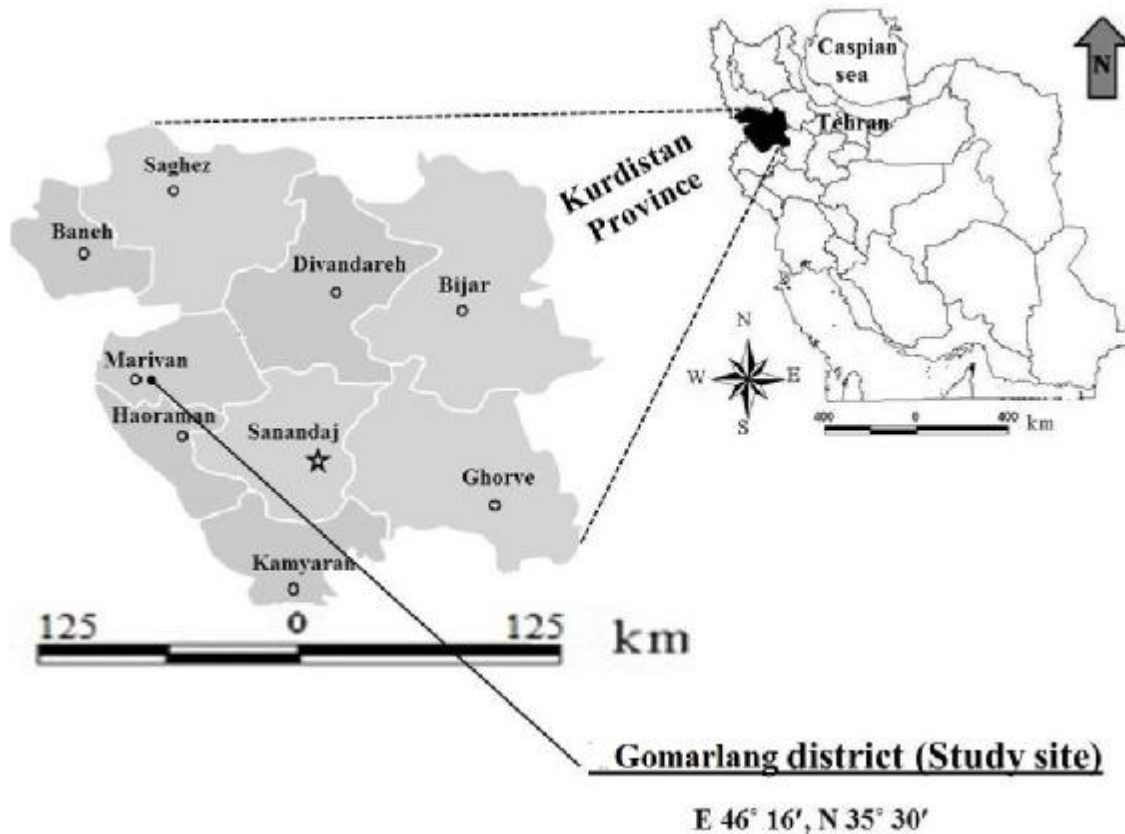 Caspian
sea
N
Tehran
Kurdistan
Province
Saghez
Baneh
Divandareh
Bijar
N
W E
S
Marivan
Haoraman
Sanandaj
Ghorve
Kamyaran
400 0 400 km
125 0 125 km
Gomarlang district (Study site)
E 46° 16', N 35° 30'